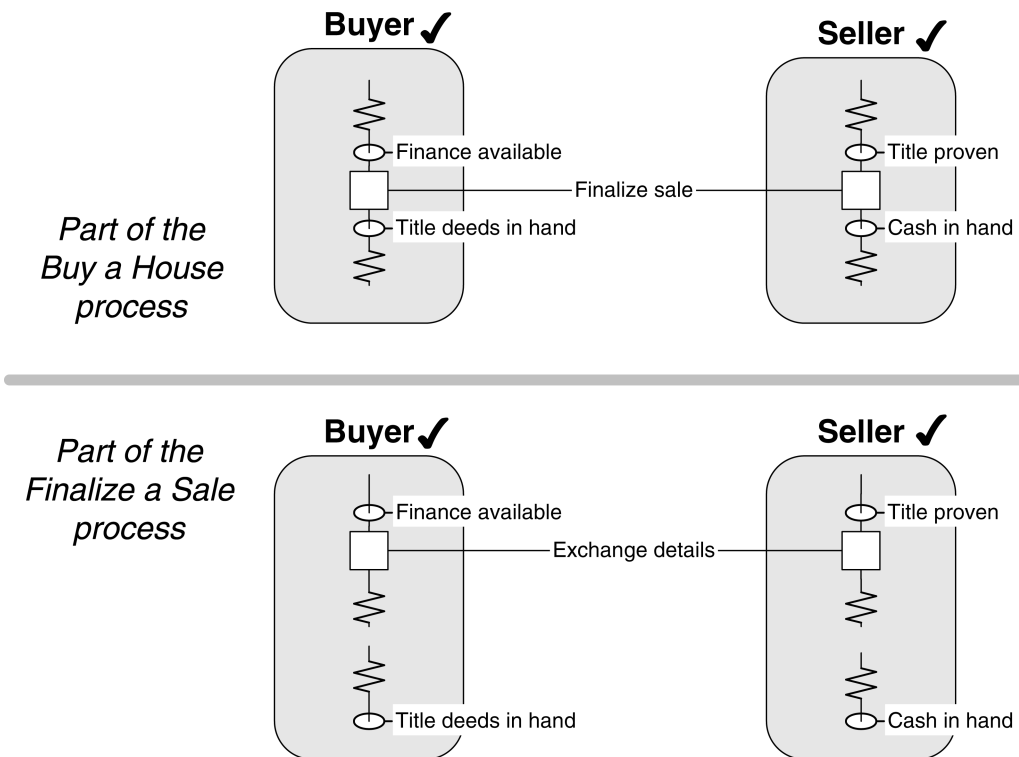 Buyer ✓
Seller ✓
Finance available
Title proven
Finalize sale
Title deeds in hand
Cash in hand
Part of the
Buy a House
process
Buyer ✓
Seller ✓
Part of the
Finalize a Sale
process
Finance available
Title proven
Exchange details
Title deeds in hand
Cash in hand